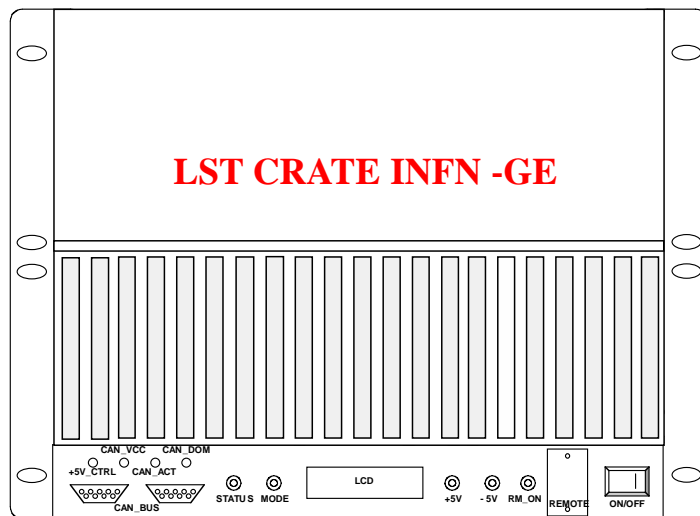 LST CRATE INFN -GE
CAN_VCC CAN_DOM
+5V_CTRL CAN_ACT
LCD
STATUS MODE +5V - 5V RM_ON REMOTE ON/OFF
CAN_BUS